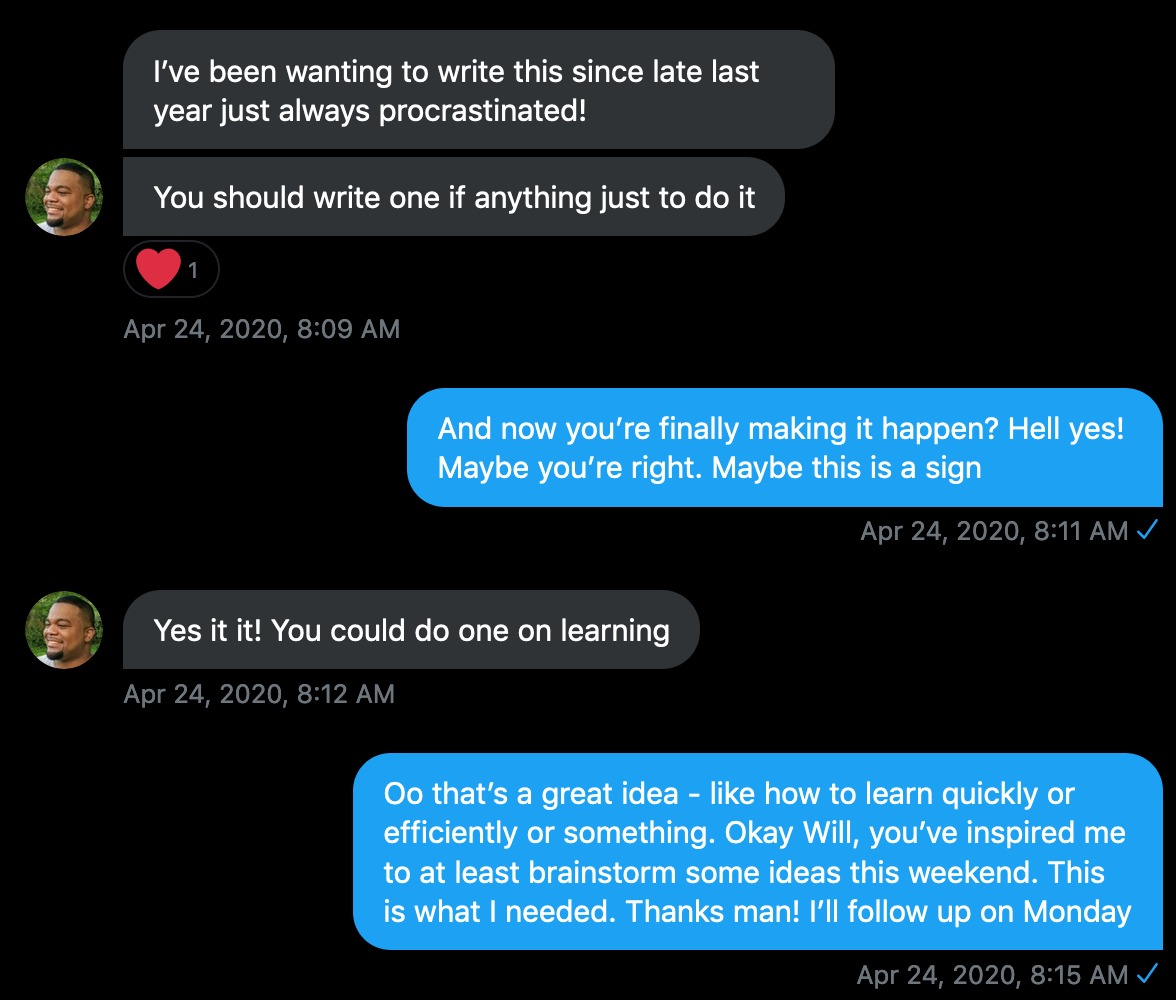 I’ve been wanting to write this since late last
year just always procrastinated!
You should write one if anything just to do it
1
Apr 24, 2020, 8:09 AM
And now you’re finally making it happen? Hell yes!
Maybe you’re right. Maybe this is a sign
Apr 24, 2020, 8:11 AM
Yes it it! You could do one on learning
Apr 24, 2020, 8:12 AM
Oo that’s a great idea - like how to learn quickly or
efficiently or something. Okay Will, you’ve inspired me
to at least brainstorm some ideas this weekend. This
is what I needed. Thanks man! I’ll follow up on Monday
Apr 24, 2020, 8:15 AM